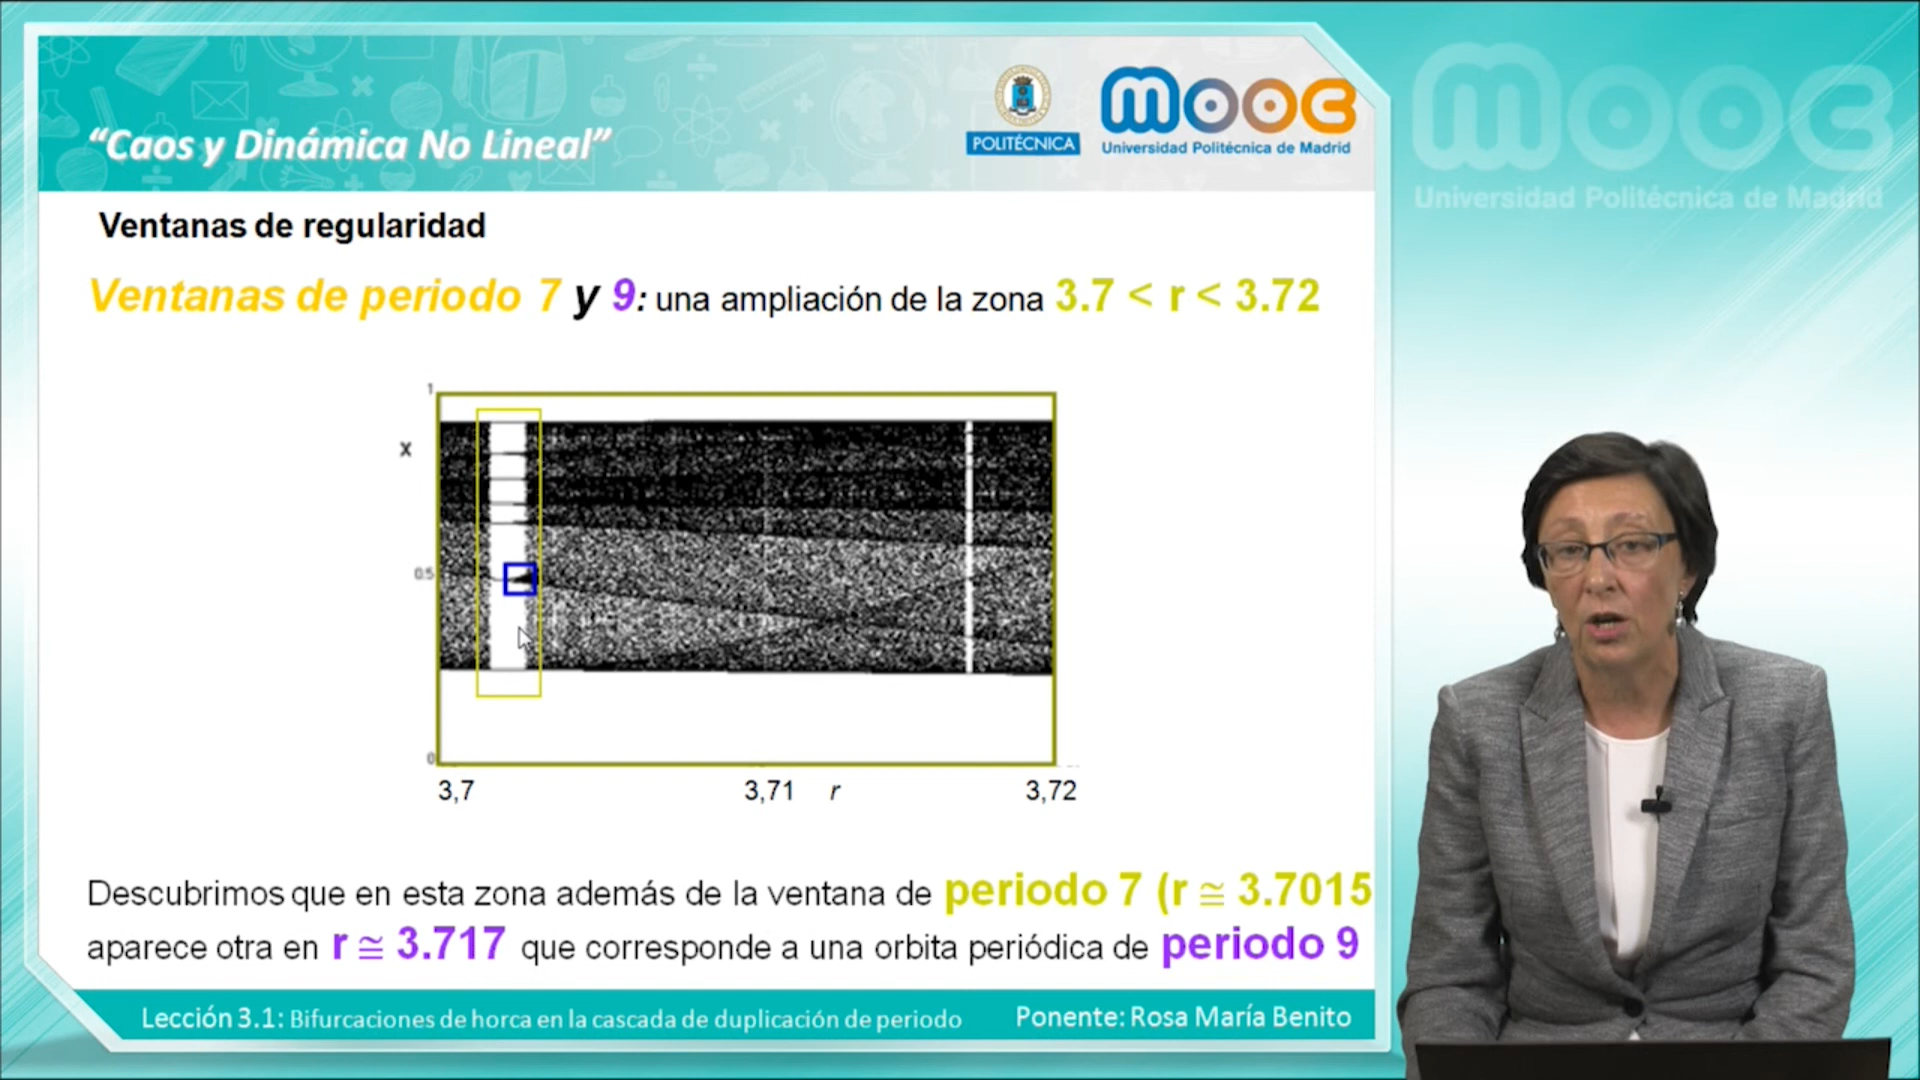 “Caos y Dinámica No Lineal”
POLITÉCNICA
mooc
Universidad Politécnica de Madrid
mooc
Universidad Politécnica de Madrid
Ventanas de regularidad
Ventanas de periodo 7 y 9: una ampliación de la zona 3.7 < r < 3.72
1
x
0.5
0
3,7 3,71 r 3,72
Descubrimos que en esta zona además de la ventana de periodo 7 (r ≅ 3.7015
aparece otra en r ≅ 3.717 que corresponde a una orbita periódica de periodo 9
Lección 3.1: Bifurcaciones de horca en la cascada de duplicación de periodo Ponente: Rosa María Benito